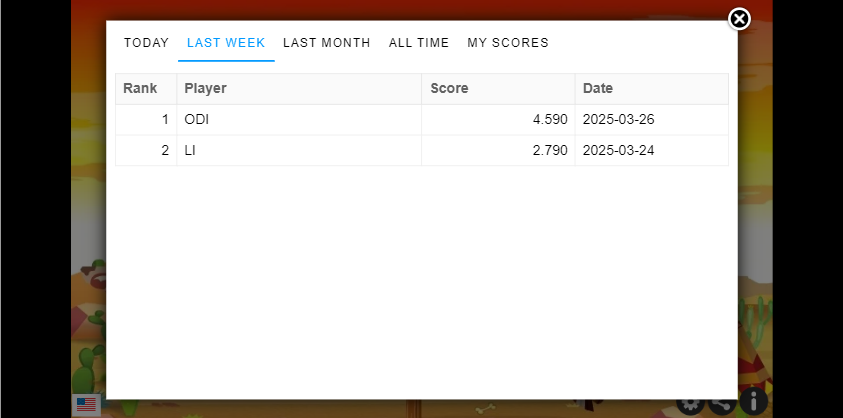 TODAY LAST WEEK LAST MONTH ALL TIME MY SCORES
Rank Player Score Date
1 ODI 4.590 2025-03-26
2 LI 2.790 2025-03-24